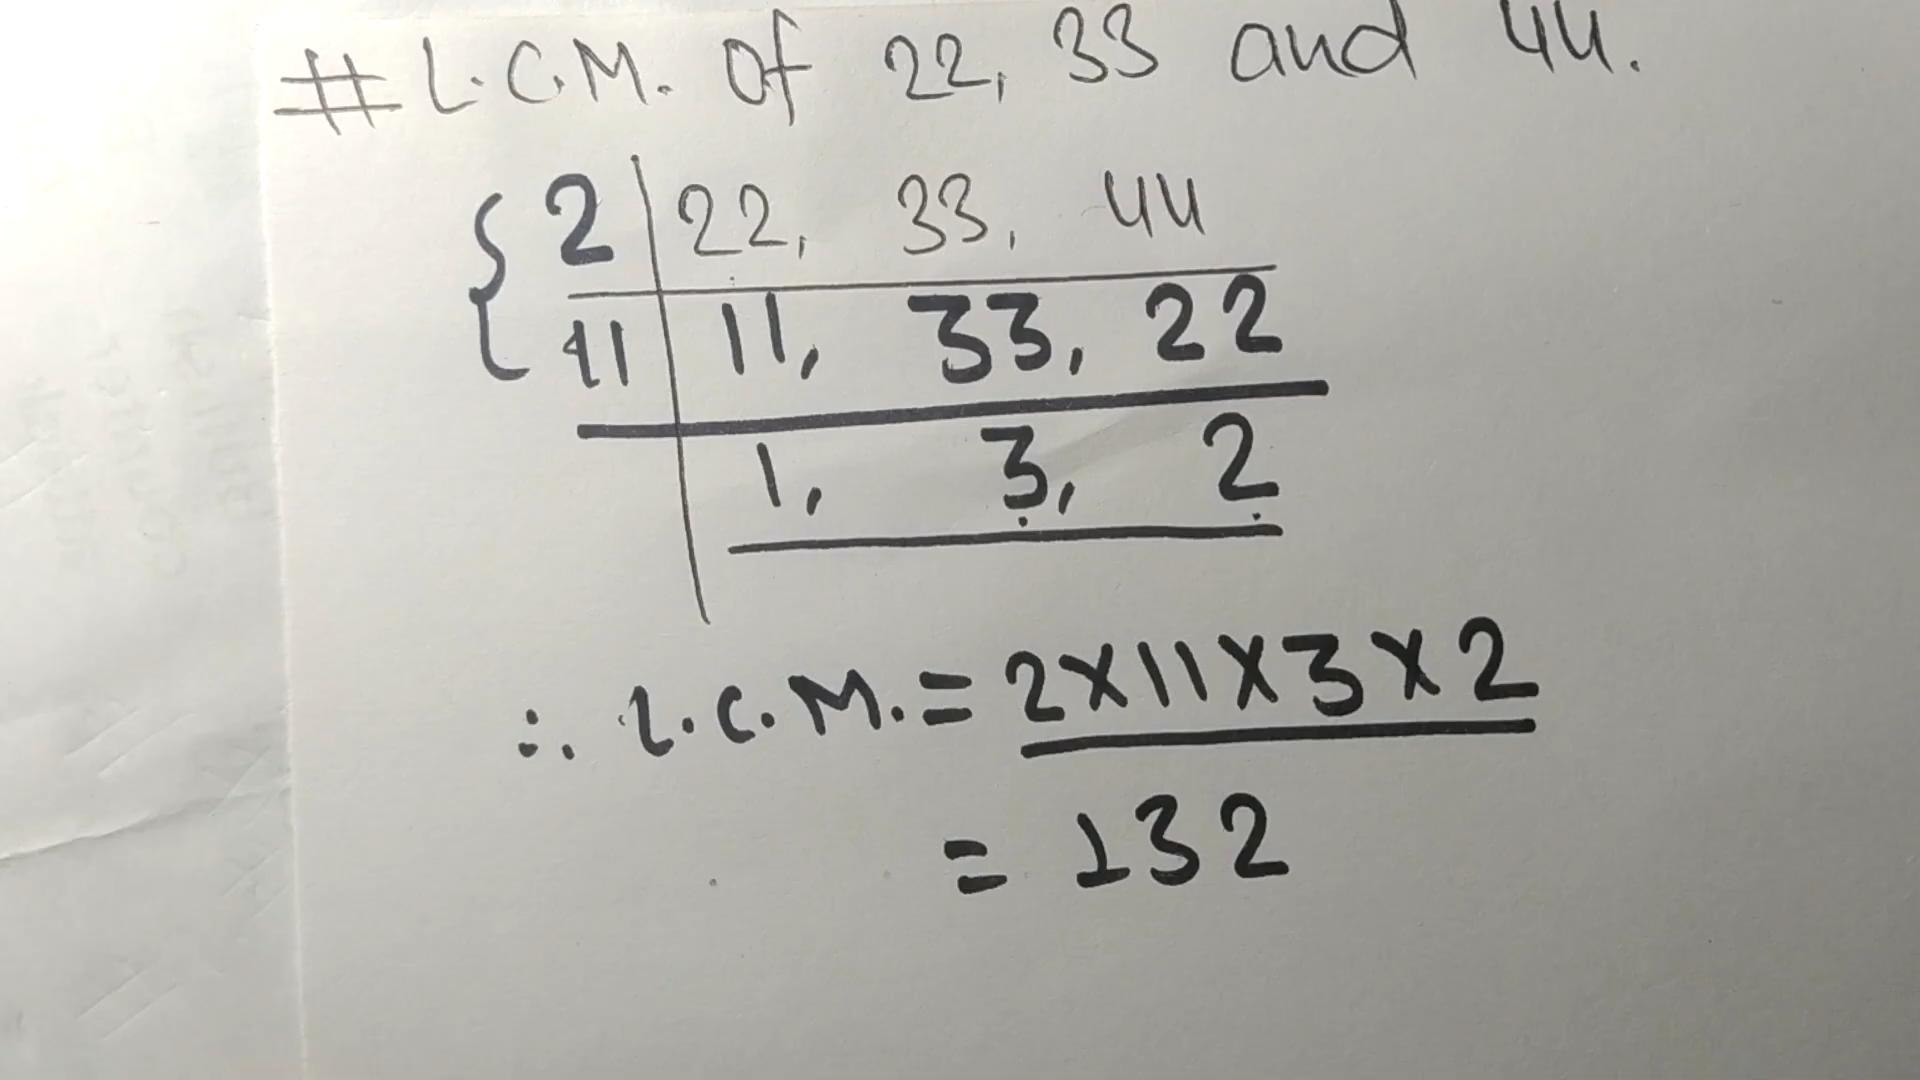 # L.C.M. Of 22, 33 and 44.
2 | 22, 33, 44
11 | 11, 33, 22
1, 3, 2
∴ L.C.M. = 2×11×3×2
= 132